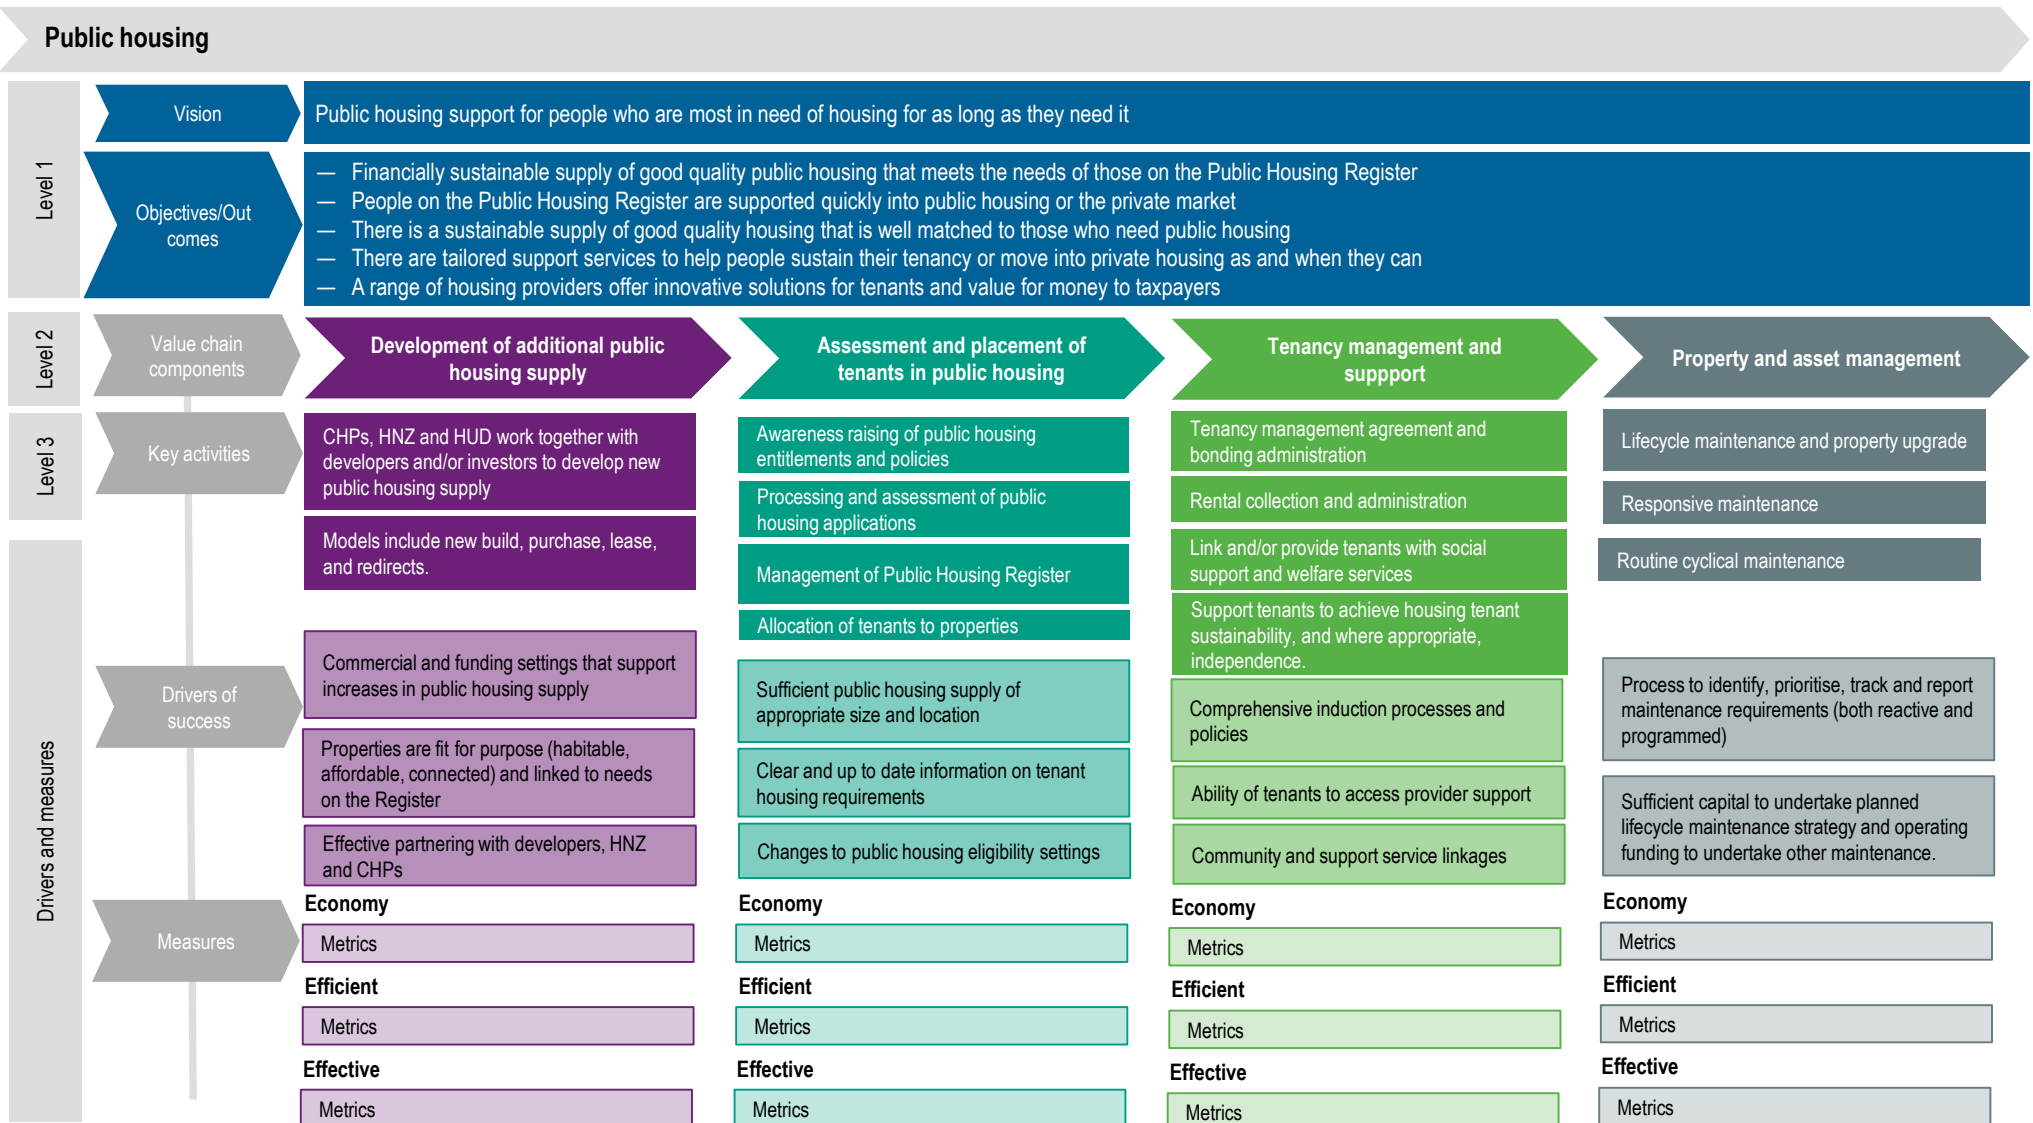 Public housing
Level 1
Vision
Public housing support for people who are most in need of housing for as long as they need it
Objectives/Out
comes
— Financially sustainable supply of good quality public housing that meets the needs of those on the Public Housing Register
— People on the Public Housing Register are supported quickly into public housing or the private market
— There is a sustainable supply of good quality housing that is well matched to those who need public housing
— There are tailored support services to help people sustain their tenancy or move into private housing as and when they can
— A range of housing providers offer innovative solutions for tenants and value for money to taxpayers
Level 2
Value chain
components
Development of additional public
housing supply
Assessment and placement of
tenants in public housing
Tenancy management and
suppport
Property and asset management
Level 3
Key activities
CHPs, HNZ and HUD work together with
developers and/or investors to develop new
public housing supply
Models include new build, purchase, lease,
and redirects.
Awareness raising of public housing
entitlements and policies
Processing and assessment of public
housing applications
Management of Public Housing Register
Allocation of tenants to properties
Tenancy management agreement and
bonding administration
Rental collection and administration
Link and/or provide tenants with social
support and welfare services
Support tenants to achieve housing tenant
sustainability, and where appropriate,
independence.
Lifecycle maintenance and property upgrade
Responsive maintenance
Routine cyclical maintenance
Drivers and measures
Drivers of
success
Commercial and funding settings that support
increases in public housing supply
Properties are fit for purpose (habitable,
affordable, connected) and linked to needs
on the Register
Effective partnering with developers, HNZ
and CHPs
Sufficient public housing supply of
appropriate size and location
Clear and up to date information on tenant
housing requirements
Changes to public housing eligibility settings
Comprehensive induction processes and
policies
Ability of tenants to access provider support
Community and support service linkages
Process to identify, prioritise, track and report
maintenance requirements (both reactive and
programmed)
Sufficient capital to undertake planned
lifecycle maintenance strategy and operating
funding to undertake other maintenance.
Measures
Economy
Metrics
Efficient
Metrics
Effective
Metrics
Economy
Metrics
Efficient
Metrics
Effective
Metrics
Economy
Metrics
Efficient
Metrics
Effective
Metrics
Economy
Metrics
Efficient
Metrics
Effective
Metrics